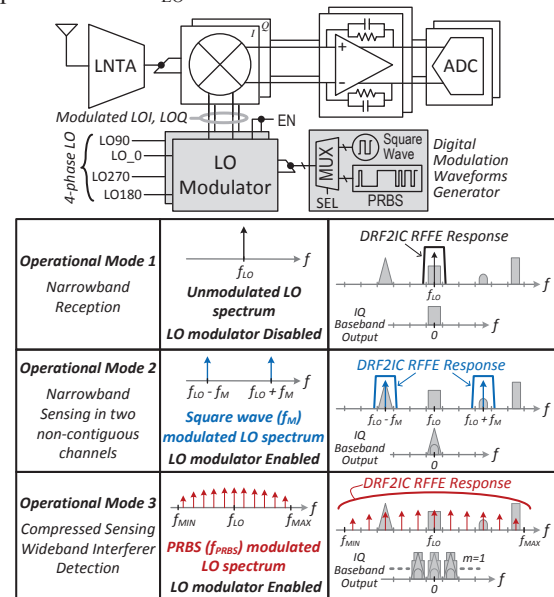 LO
I
Q
LNTA
+
−
ADC
Modulated LOI, LOQ
EN
4-phase LO
LO90
LO_0
LO270
LO180
LO
Modulator
MUX
SEL
Square
Wave
PRBS
Digital
Modulation
Waveforms
Generator
Operational Mode 1
Narrowband
Reception
f
fLO
Unmodulated LO
spectrum
LO modulator Disabled
DRF2IC RFFE Response
f
fLO
IQ
Baseband
Output
f
0
Operational Mode 2
Narrowband
Sensing in two
non-contiguous
channels
f
fLO - fM
fLO + fM
Square wave (fM)
modulated LO spectrum
LO modulator Enabled
DRF2IC RFFE Response
f
fLO - fM
fLO
fLO + fM
IQ
Baseband
Output
f
0
Operational Mode 3
Compressed Sensing
Wideband Interferer
Detection
f
fMIN
fLO
fMAX
PRBS (fPRBS) modulated
LO spectrum
LO modulator Enabled
DRF2IC RFFE Response
f
fMIN
fLO
fMAX
IQ
Baseband
Output
m=1
f
0